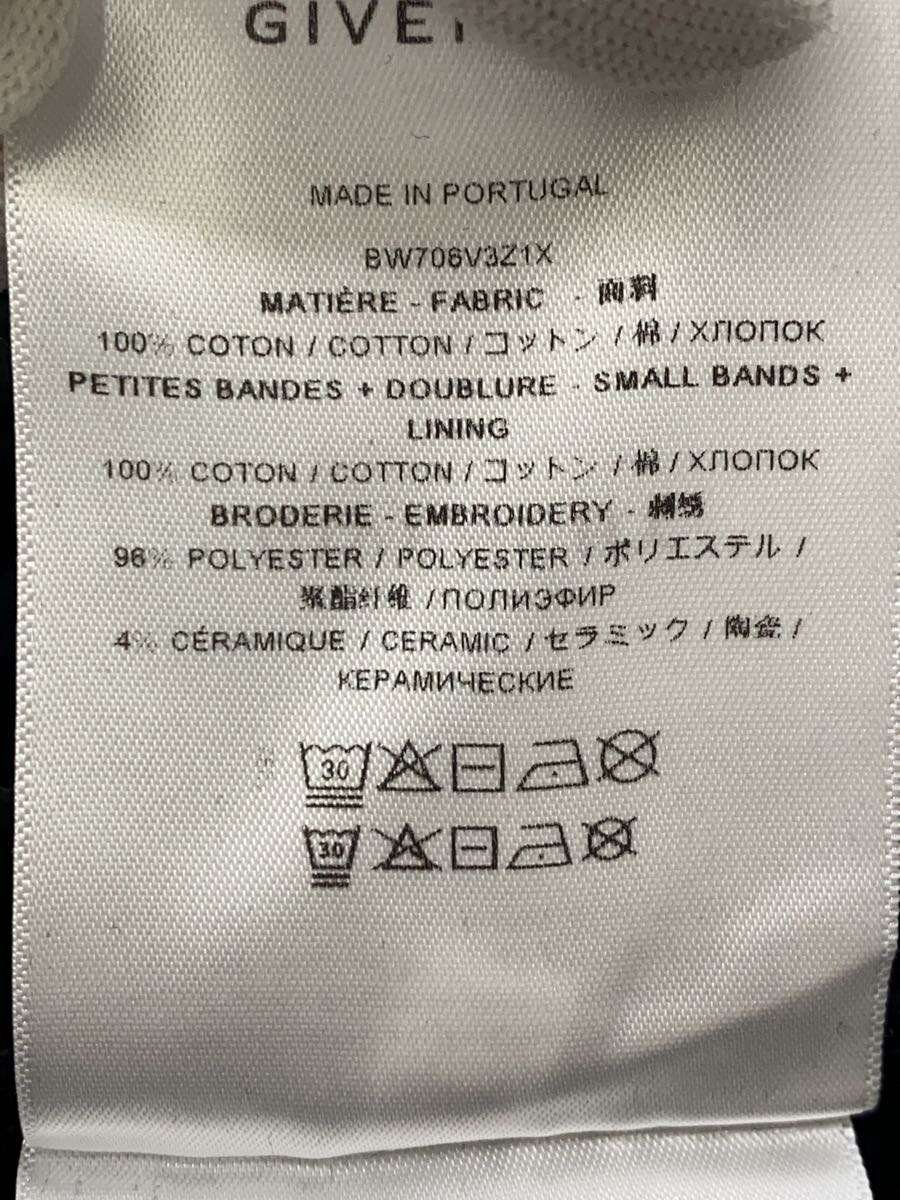 GIVE
MADE IN PORTUGAL
BW706V3Z1X
MATIÈRE - FABRIC - 面料
100% COTON / COTTON / コットン / 棉 / ХЛОПОК
PETITES BANDES + DOUBLURE - SMALL BANDS +
LINING
100% COTON / COTTON / コットン / 棉 / ХЛОПОК
BRODERIE - EMBROIDERY - 刺绣
96% POLYESTER / POLYESTER / ポリエステル /
聚酯纤维 / ПОЛИЭФИР
4% CÉRAMIQUE / CERAMIC / セラミック / 陶瓷 /
КЕРАМИЧЕСКИЕ
30
30